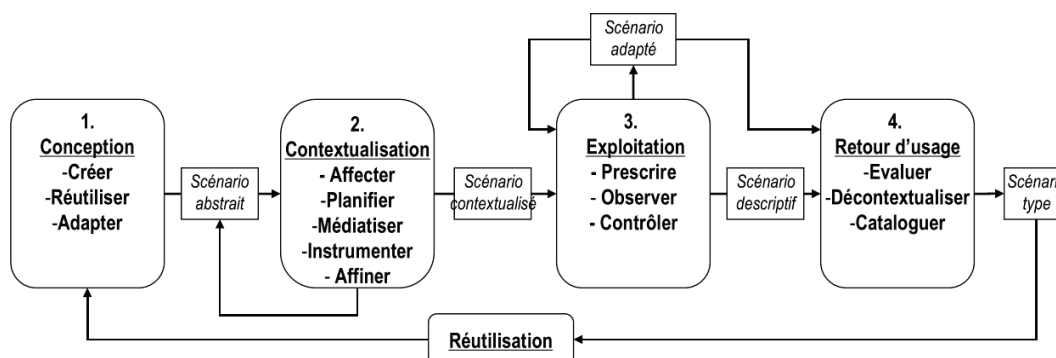 Scénario
adapté
1.
Conception
-Créer
-Réutiliser
-Adapter
Scénario
abstrait
2.
Contextualisation
- Affecter
-Planifier
-Médiatiser
-Instrumenter
- Affiner
Scénario
contextualisé
3.
Exploitation
- Prescrire
- Observer
- Contrôler
Scénario
descriptif
4.
Retour d’usage
-Evaluer
-Décontextualiser
-Cataloguer
Scénario
type
Réutilisation